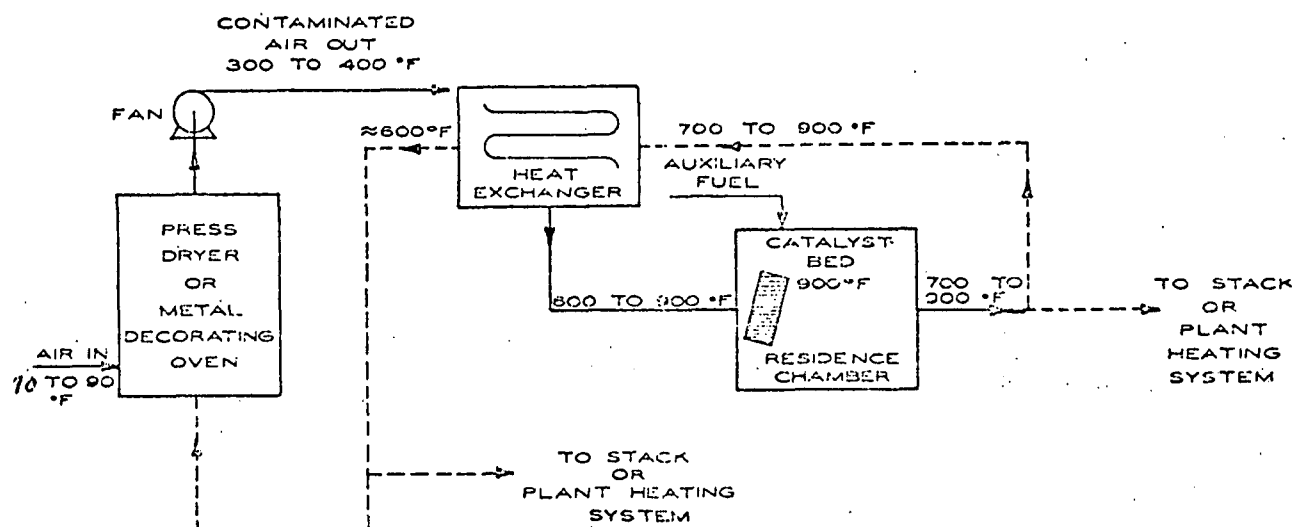 CONTAMINATED
AIR OUT
300 TO 400 °F
FAN
≈600°F
700 TO 900 °F
HEAT
EXCHANGER
AUXILIARY
FUEL
PRESS
DRYER
OR
METAL
DECORATING
OVEN
AIR IN
70 TO 90
°F
CATALYST
BED
900°F
600 TO 900 °F
700 TO
900 °F
RESIDENCE
CHAMBER
TO STACK
OR
PLANT
HEATING
SYSTEM
TO STACK
OR
PLANT HEATING
SYSTEM